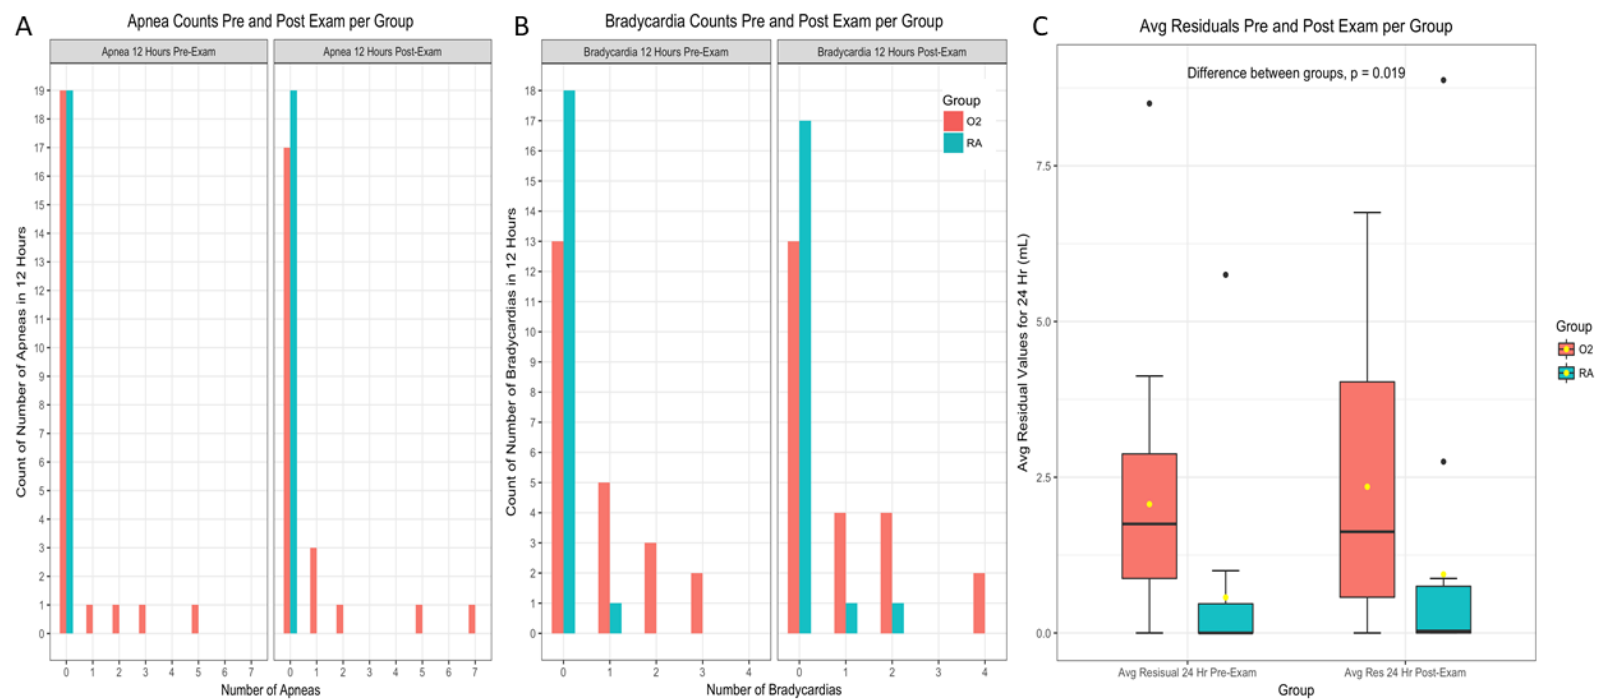 A
Apnea Counts Pre and Post Exam per Group
Apnea 12 Hours Pre-Exam
Apnea 12 Hours Post-Exam
Count of Number of Apneas in 12 Hours
19
18
17
16
15
14
13
12
11
10
9
8
7
6
5
4
3
2
1
0
0 1 2 3 4 5 6 7
0 1 2 3 4 5 6 7
Number of Apneas
B
Bradycardia Counts Pre and Post Exam per Group
Bradycardia 12 Hours Pre-Exam
Bradycardia 12 Hours Post-Exam
Count of Number of Bradycardias in 12 Hours
18
17
16
15
14
13
12
11
10
9
8
7
6
5
4
3
2
1
0
Group
O2
RA
0 1 2 3 4
0 1 2 3 4
Number of Bradycardias
C
Avg Residuals Pre and Post Exam per Group
Difference between groups, p = 0.019
Avg Residual Values for 24 Hr (mL)
7.5
5.0
2.5
0.0
Avg Resisual 24 Hr Pre-Exam
Avg Res 24 Hr Post-Exam
Group
Group
O2
RA